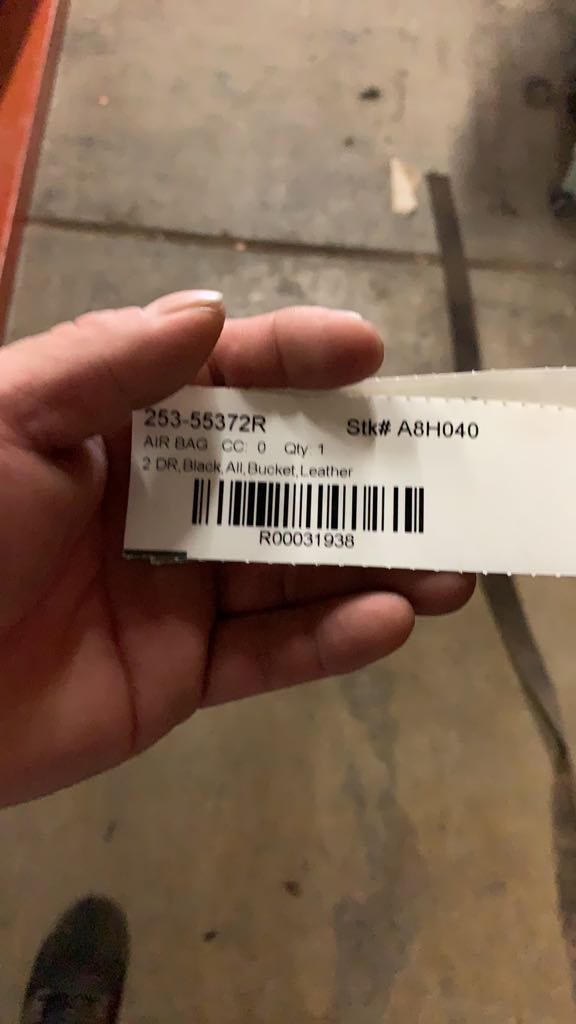 253-55372R Stk# A8H040
AIR BAG CC: 0 Qty: 1
2 DR,Black,All,Bucket,Leather
R00031938